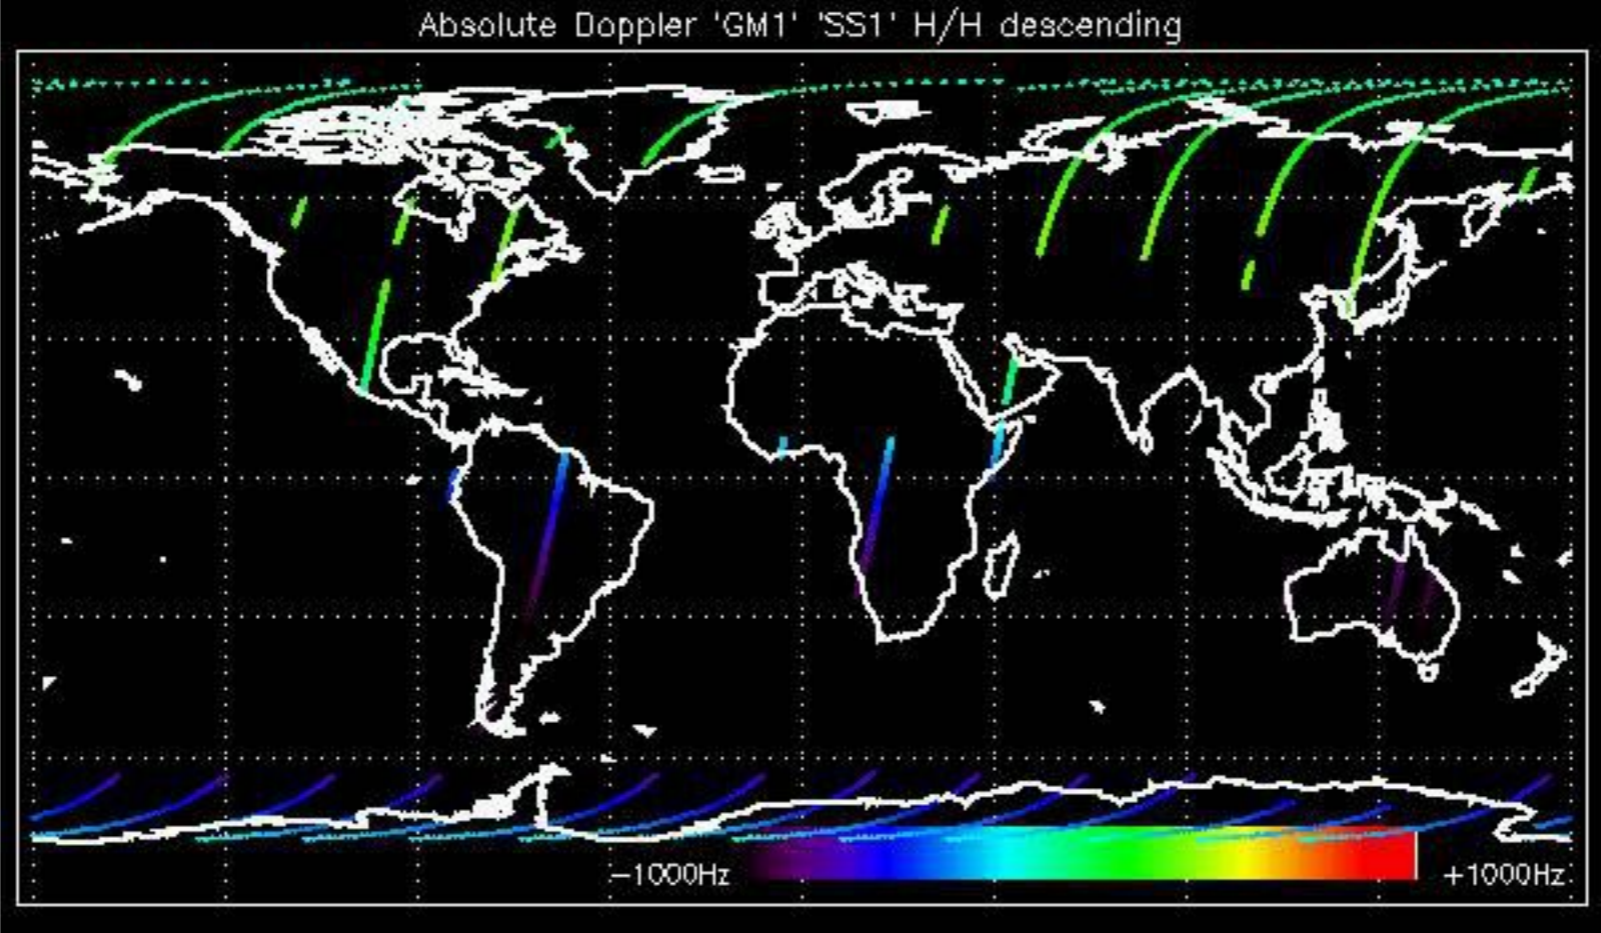 Absolute Doppler 'GM1' 'SS1' H/H descending
-1000Hz
+1000Hz